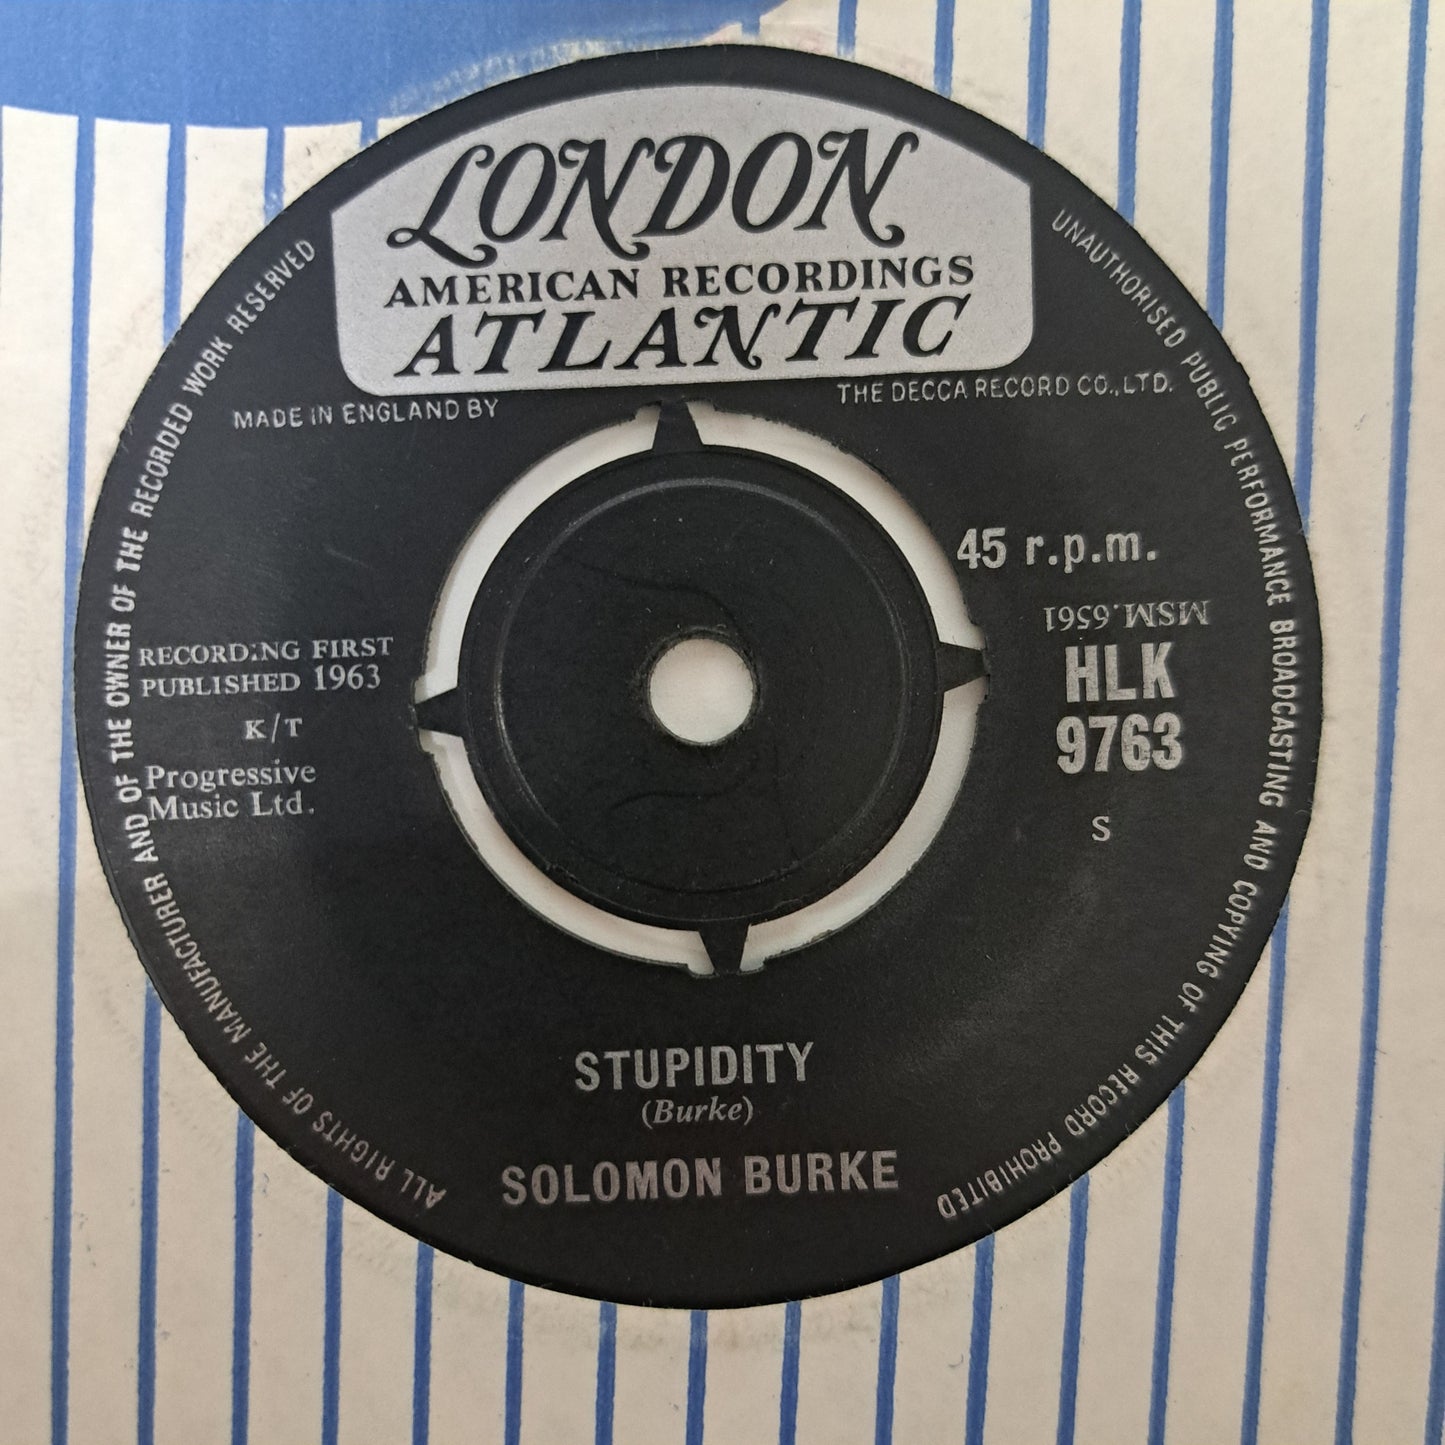 LONDON
AMERICAN RECORDINGS
ATLANTIC
MADE IN ENGLAND BY
THE DECCA RECORD CO., LTD.
ALL RIGHTS OF THE MANUFACTURER AND OF THE OWNER OF THE RECORDED WORK RESERVED
UNAUTHORISED PUBLIC PERFORMANCE BROADCASTING AND COPYING OF THIS RECORD PROHIBITED
45 r.p.m.
MSM.6561
HLK
9763
S
RECORDING FIRST
PUBLISHED 1963
K/T
Progressive
Music Ltd.
STUPIDITY
(Burke)
SOLOMON BURKE